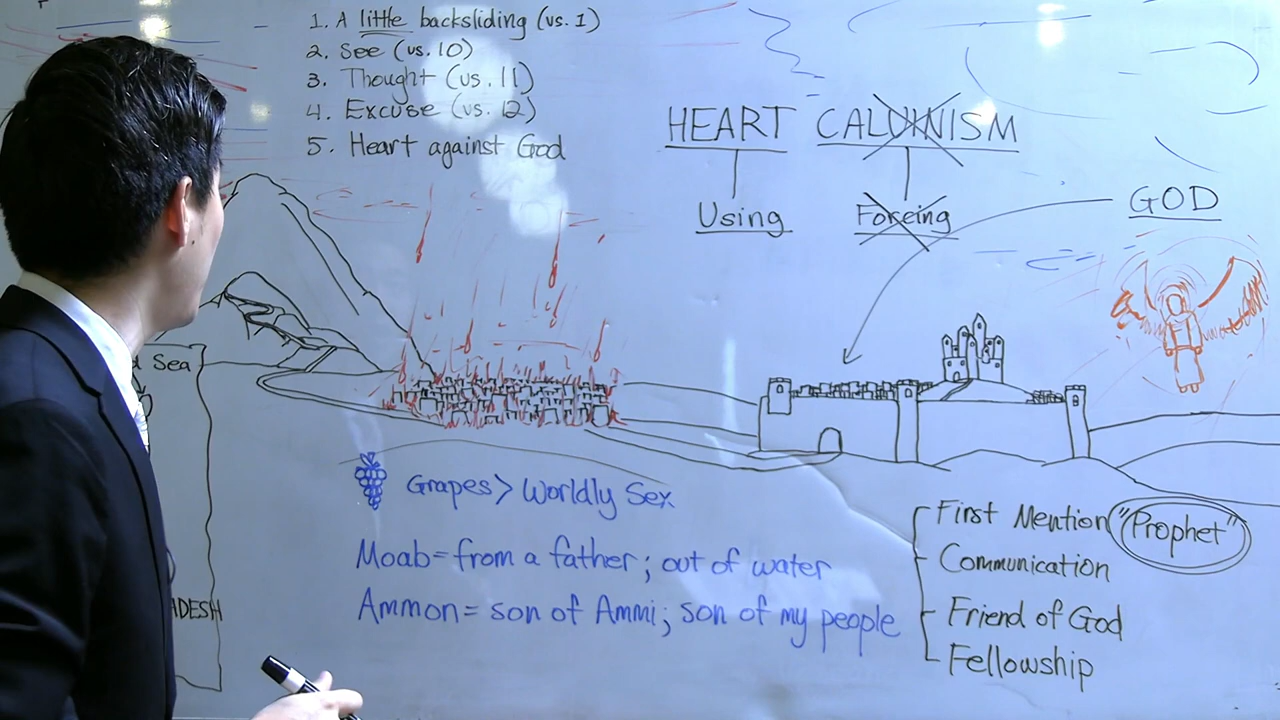 1. A little backsliding (vs. 1)
2. See (vs. 10)
3. Thought (vs. 11)
4. Excuse (vs. 12)
5. Heart against God
HEART CALVINISM
Using Forcing
GOD
Sea
ADESH
Grapes > Worldly Sex
Moab = from a father; out of water
Ammon = son of Ammi; son of my people
First Mention "Prophet"
Communication
Friend of God
Fellowship